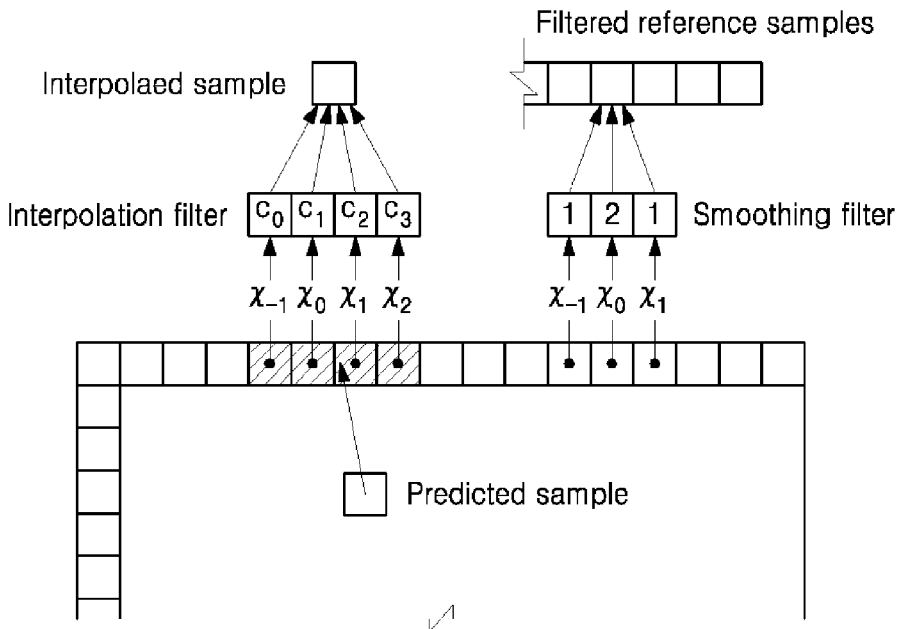 Filtered reference samples
Interpolaed sample
Interpolation filter
C₀ C₁ C₂ C₃
1 2 1
Smoothing filter
χ₋₁ χ₀ χ₁ χ₂
χ₋₁ χ₀ χ₁
Predicted sample